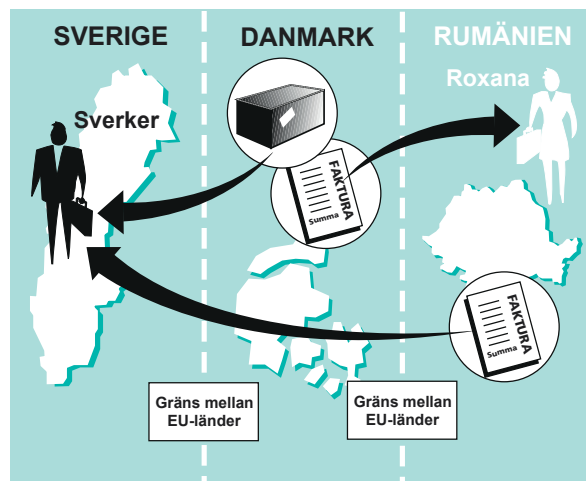 SVERIGE
DANMARK
RUMÄNIEN
Roxana
Sverker
FAKTURA
Summa
FAKTURA
Summa
Gräns mellan
EU-länder
Gräns mellan
EU-länder